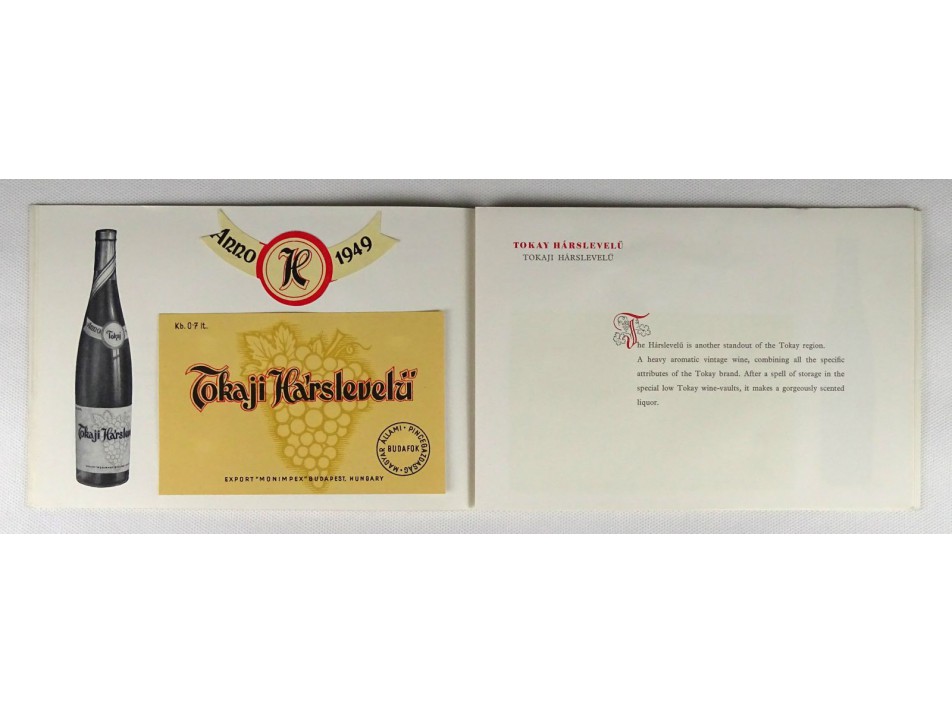 ANNO 1949
H
ANNO
Tokaji
Tokaji Hárslevelű
Kb. 0·7 lt.
Tokaji Hárslevelű
MAGYAR ÁLLAMI · PINCEGAZDASÁG ·
BUDAFOK
EXPORT "MONIMPEX" BUDAPEST, HUNGARY
TOKAY HÁRSLEVELŰ
TOKAJI HÁRSLEVELŰ
The Hárslevelű is another standout of the Tokay region.
A heavy aromatic vintage wine, combining all the specific
attributes of the Tokay brand. After a spell of storage in the
special low Tokay wine-vaults, it makes a gorgeously scented
liquor.